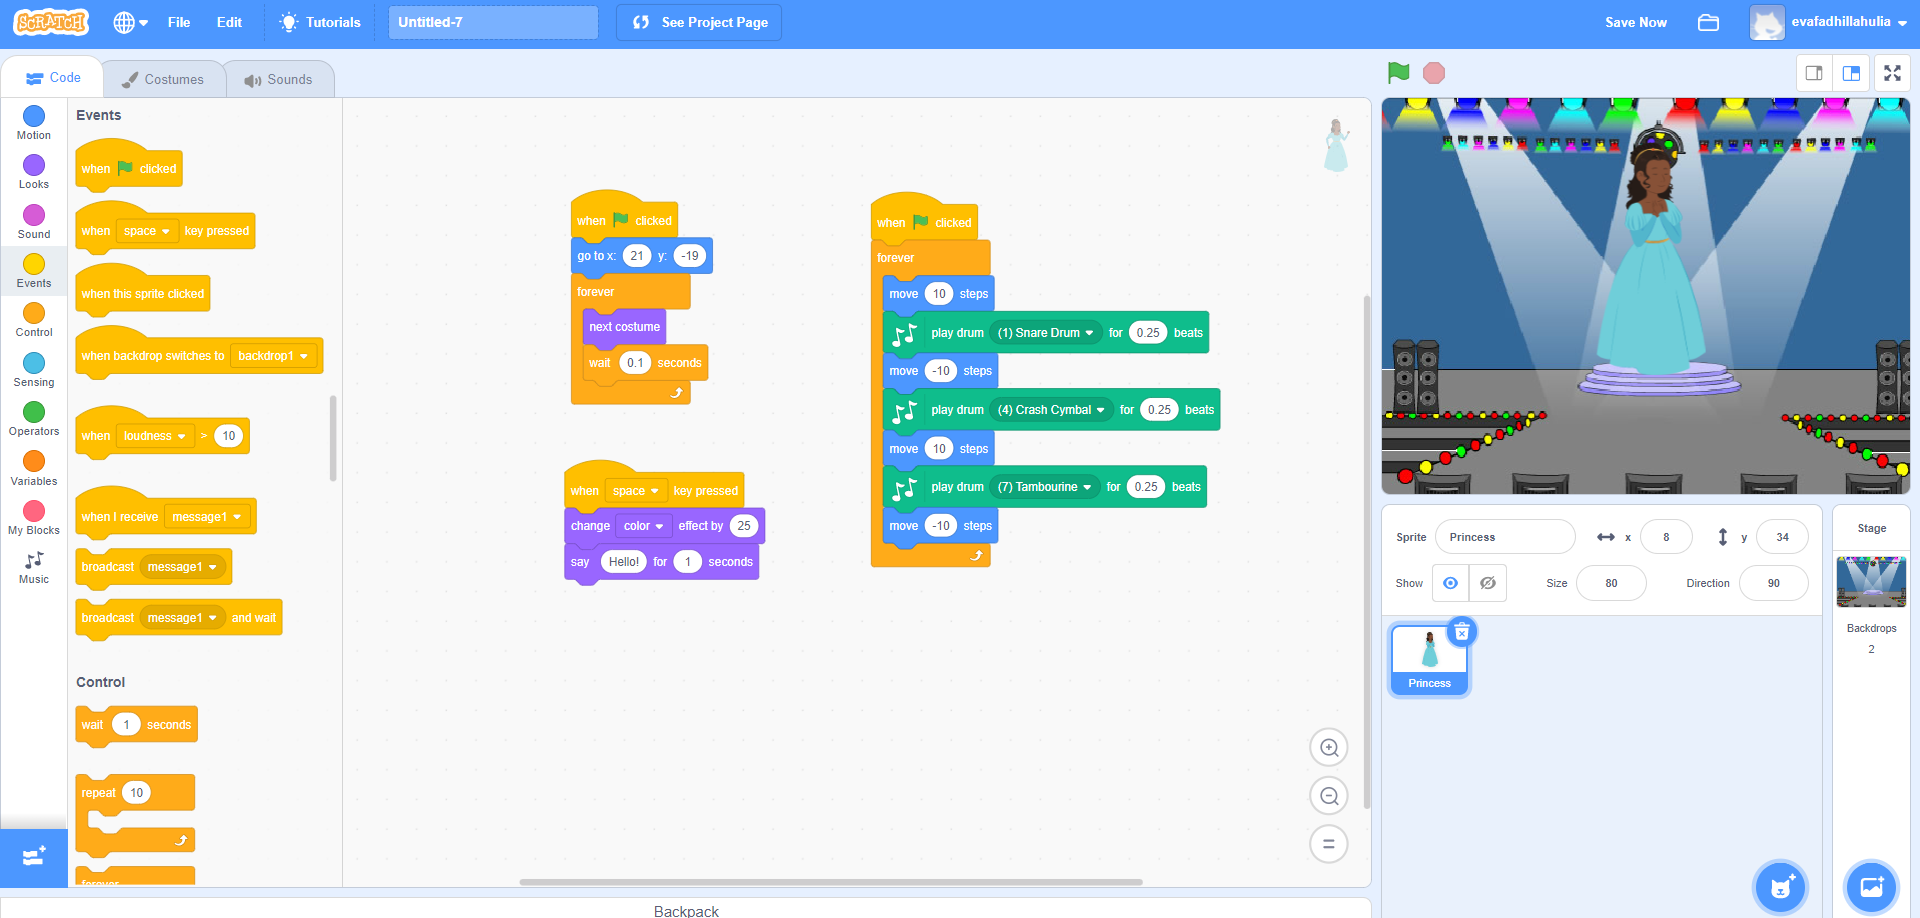 SCRATCH
File
Edit
Tutorials
Untitled-7
See Project Page
Save Now
evafadhillahulia
Code
Costumes
Sounds
Motion
Looks
Sound
Events
Control
Sensing
Operators
Variables
My Blocks
Music
Events
when clicked
when space key pressed
when this sprite clicked
when backdrop switches to backdrop1
when loudness > 10
when I receive message1
broadcast message1
broadcast message1 and wait
Control
wait 1 seconds
repeat 10
forever
when clicked
go to x: 21 y: -19
forever
next costume
wait 0.1 seconds
when space key pressed
change color effect by 25
say Hello! for 1 seconds
when clicked
forever
move 10 steps
play drum (1) Snare Drum for 0.25 beats
move -10 steps
play drum (4) Crash Cymbal for 0.25 beats
move 10 steps
play drum (7) Tambourine for 0.25 beats
move -10 steps
Sprite Princess x 8 y 34
Show Size 80 Direction 90
Princess
Stage
Backdrops
2
Backpack